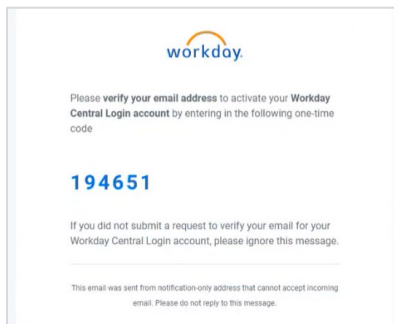 workday.
Please verify your email address to activate your Workday
Central Login account by entering in the following one-time
code
194651
If you did not submit a request to verify your email for your
Workday Central Login account, please ignore this message.
This email was sent from notification-only address that cannot accept incoming
email. Please do not reply to this message.